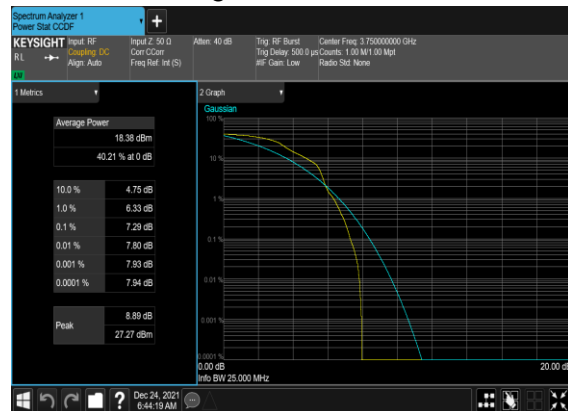 Spectrum Analyzer 1
Power Stat CCDF
+
KEYSIGHT
RL
Input: RF
Coupling: DC
Align: Auto
Input Z: 50 Ω
Corr CCorr
Freq Ref: Int (S)
Atten: 40 dB
Trig: RF Burst
Trig Delay: 500.0 µs
#IF Gain: Low
Center Freq: 3.750000000 GHz
Counts: 1.00 M/1.00 Mpt
Radio Std: None
1 Metrics
Average Power
18.38 dBm
40.21 % at 0 dB
10.0 % 4.75 dB
1.0 % 6.33 dB
0.1 % 7.29 dB
0.01 % 7.80 dB
0.001 % 7.93 dB
0.0001 % 7.94 dB
Peak
8.89 dB
27.27 dBm
2 Graph
Gaussian
100 %
10 %
1 %
0.1 %
0.01 %
0.001 %
0.0001 %
0.00 dB
20.00 dB
Info BW 25.000 MHz
?
Dec 24, 2021
6:44:19 AM